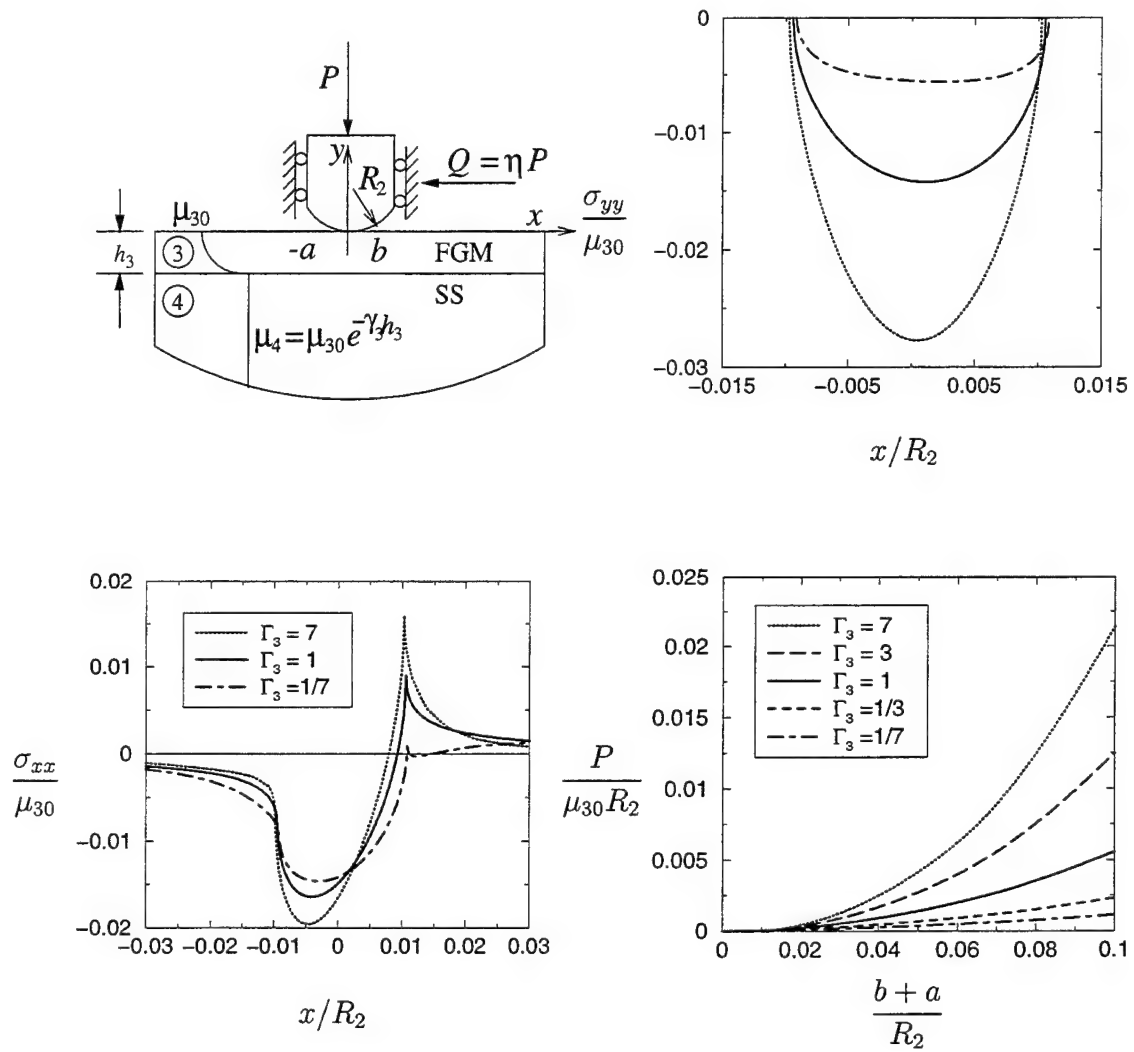 P
y
R₂
Q = ηP
μ₃₀
x
h₃
③
-a
b
FGM
④
SS
μ₄=μ₃₀e^{-γ₃h₃}
σ_yy
μ₃₀
0
−0.01
−0.02
−0.03
−0.015
−0.005
0.005
0.015
x/R₂
σ_xx
μ₃₀
0.02
0.01
0
−0.01
−0.02
Γ₃ = 7
Γ₃ = 1
Γ₃ =1/7
−0.03 −0.02 −0.01 0 0.01 0.02 0.03
x/R₂
P
μ₃₀R₂
0.025
0.02
0.015
0.01
0.005
0
Γ₃ = 7
Γ₃ = 3
Γ₃ = 1
Γ₃ =1/3
Γ₃ =1/7
0 0.02 0.04 0.06 0.08 0.1
b + a
R₂